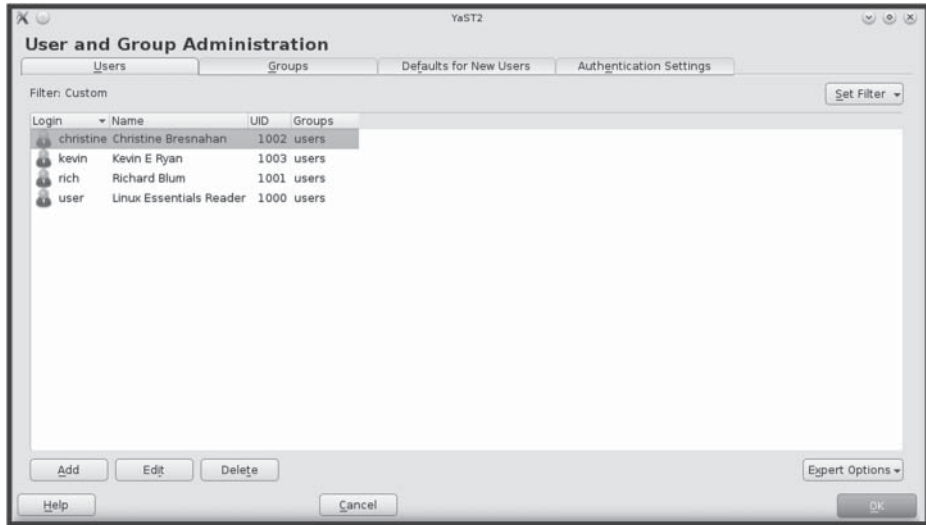 YaST2
User and Group Administration
Users Groups Defaults for New Users Authentication Settings
Filter: Custom Set Filter
Login Name UID Groups
christine Christine Bresnahan 1002 users
kevin Kevin E Ryan 1003 users
rich Richard Blum 1001 users
user Linux Essentials Reader 1000 users
Add Edit Delete Expert Options
Help Cancel OK